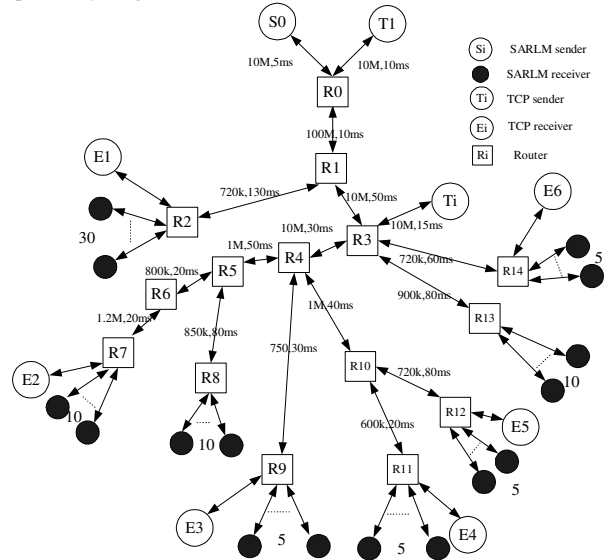 S0
T1
10M,5ms
10M,10ms
R0
100M,10ms
R1
Si SARLM sender
SARLM receiver
Ti TCP sender
Ei TCP receiver
Ri Router
E1
720k,130ms
10M,50ms
Ti
E6
R2
30
10M,30ms
10M,15ms
R3
1M,50ms
R4
720k,60ms
R14
5
800k,20ms
R5
R6
1M,40ms
900k,80ms
R13
1.2M,20ms
850k,80ms
750,30ms
R7
E2
10
R8
R10
720k,80ms
10
R12
E5
10
600k,20ms
R9
R11
5
E3
5
5
E4